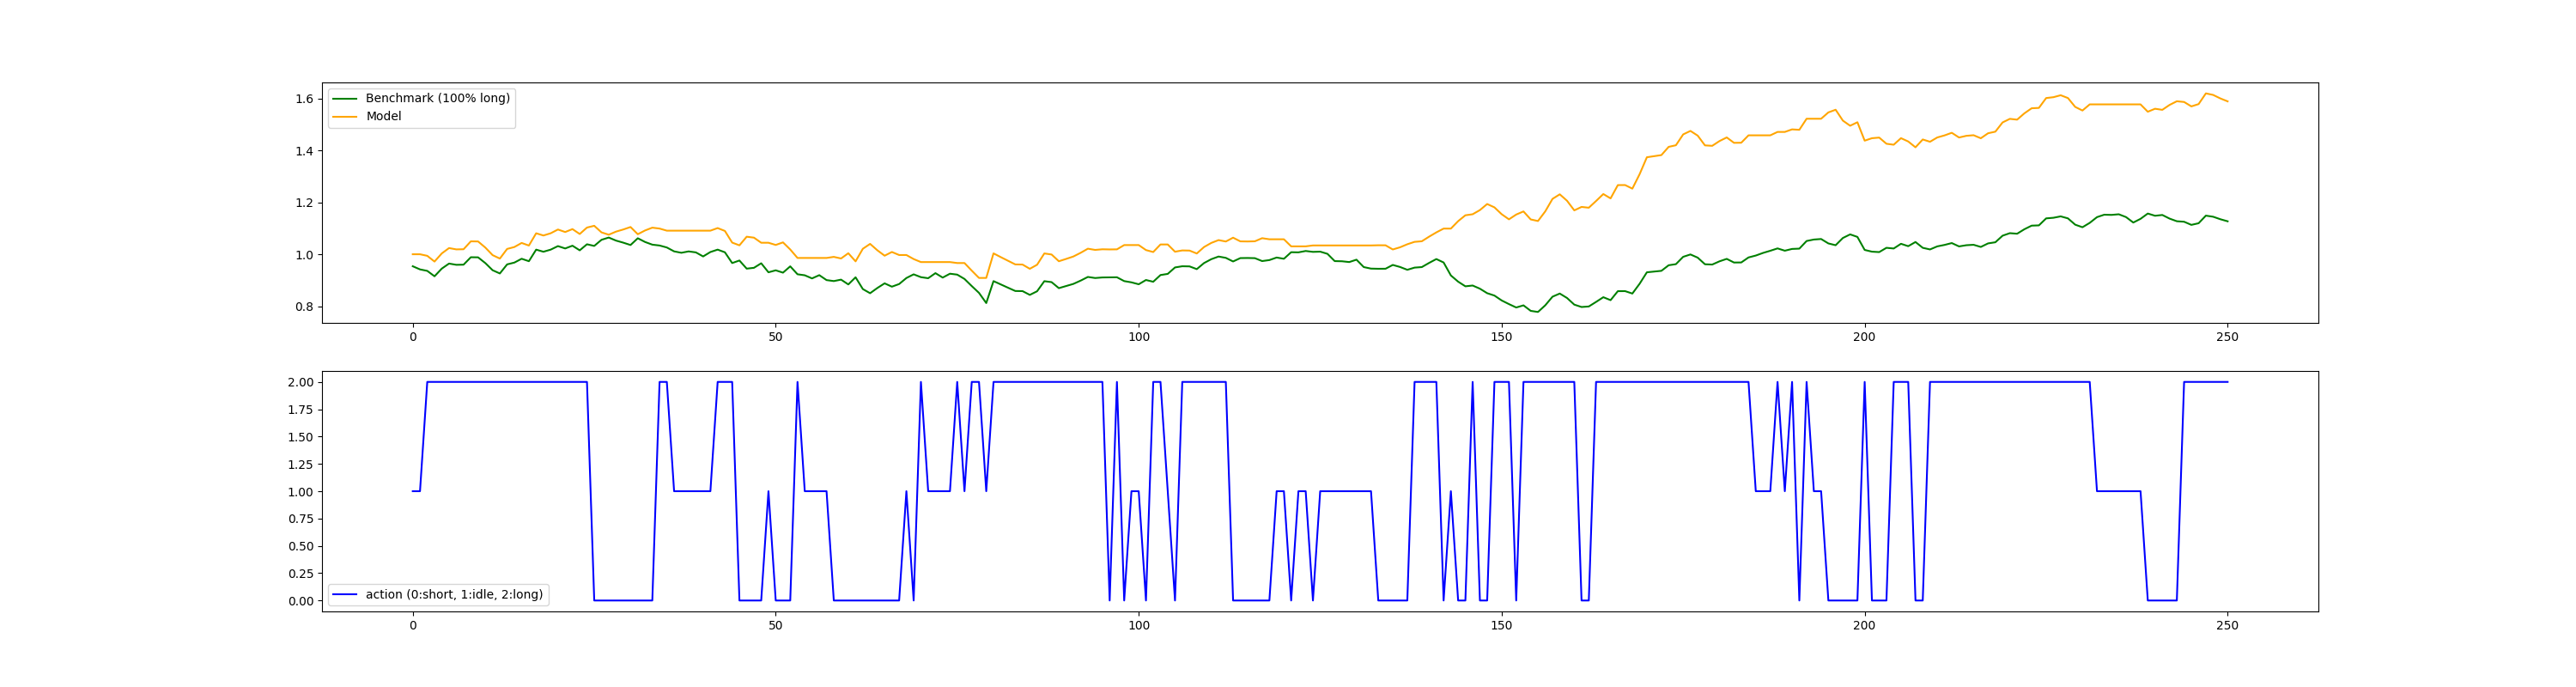 Benchmark (100% long)
Model
1.6
1.4
1.2
1.0
0.8
0 50 100 150 200 250
2.00
1.75
1.50
1.25
1.00
0.75
0.50
0.25
0.00
action (0:short, 1:idle, 2:long)
0 50 100 150 200 250